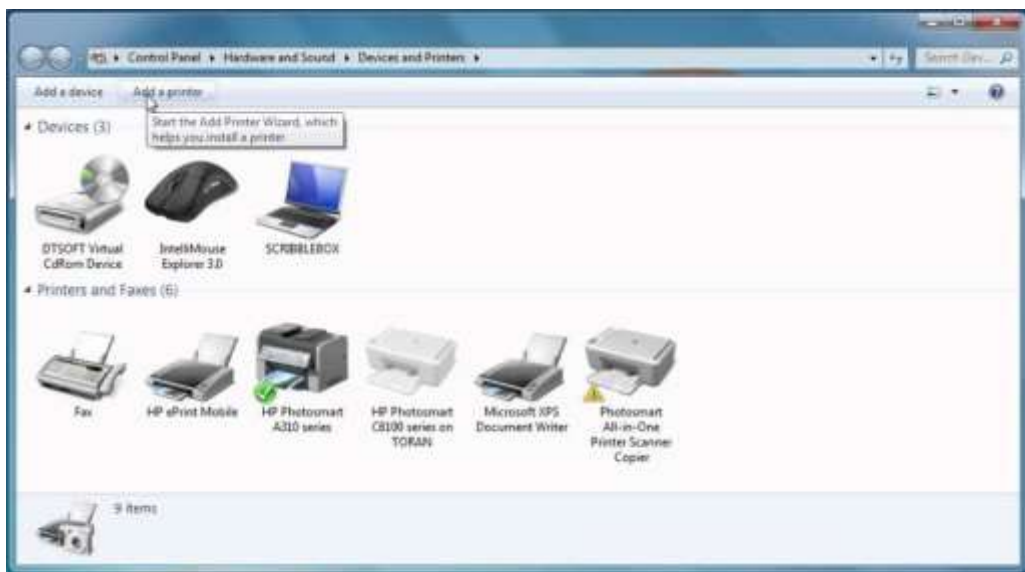 Control Panel ▸ Hardware and Sound ▸ Devices and Printers ▸
Add a device Add a printer
Start the Add Printer Wizard, which
helps you install a printer.
Devices (3)
DTSOFT Virtual
CdRom Device
IntelliMouse
Explorer 3.0
SCRIBBLEBOX
Printers and Faxes (6)
Fax
HP ePrint Mobile
HP Photosmart
A310 series
HP Photosmart
C8100 series on
TORAN
Microsoft XPS
Document Writer
Photosmart
All-in-One
Printer Scanner
Copier
9 items